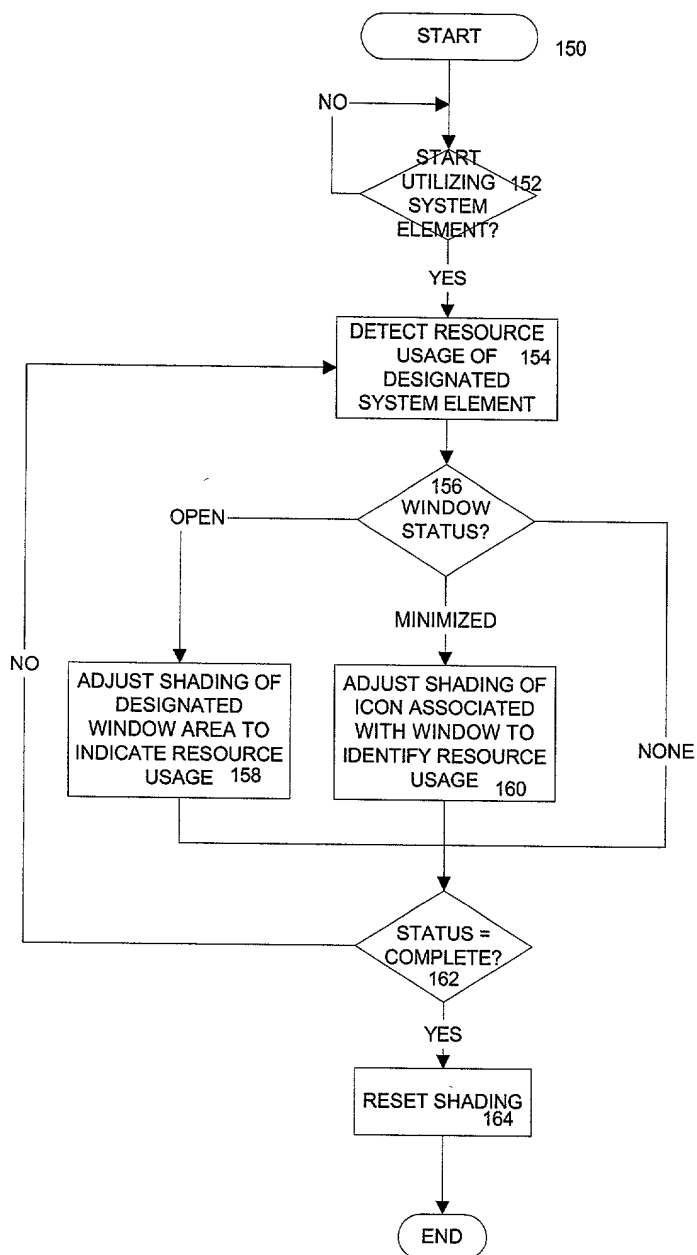 START
150
NO
START
UTILIZING
152
SYSTEM
ELEMENT?
YES
DETECT RESOURCE
USAGE OF
154
DESIGNATED
SYSTEM ELEMENT
156
WINDOW
STATUS?
OPEN
MINIMIZED
NO
ADJUST SHADING OF
DESIGNATED
WINDOW AREA TO
INDICATE RESOURCE
USAGE
158
ADJUST SHADING OF
ICON ASSOCIATED
WITH WINDOW TO
IDENTIFY RESOURCE
USAGE
160
NONE
STATUS =
COMPLETE?
162
YES
RESET SHADING
164
END